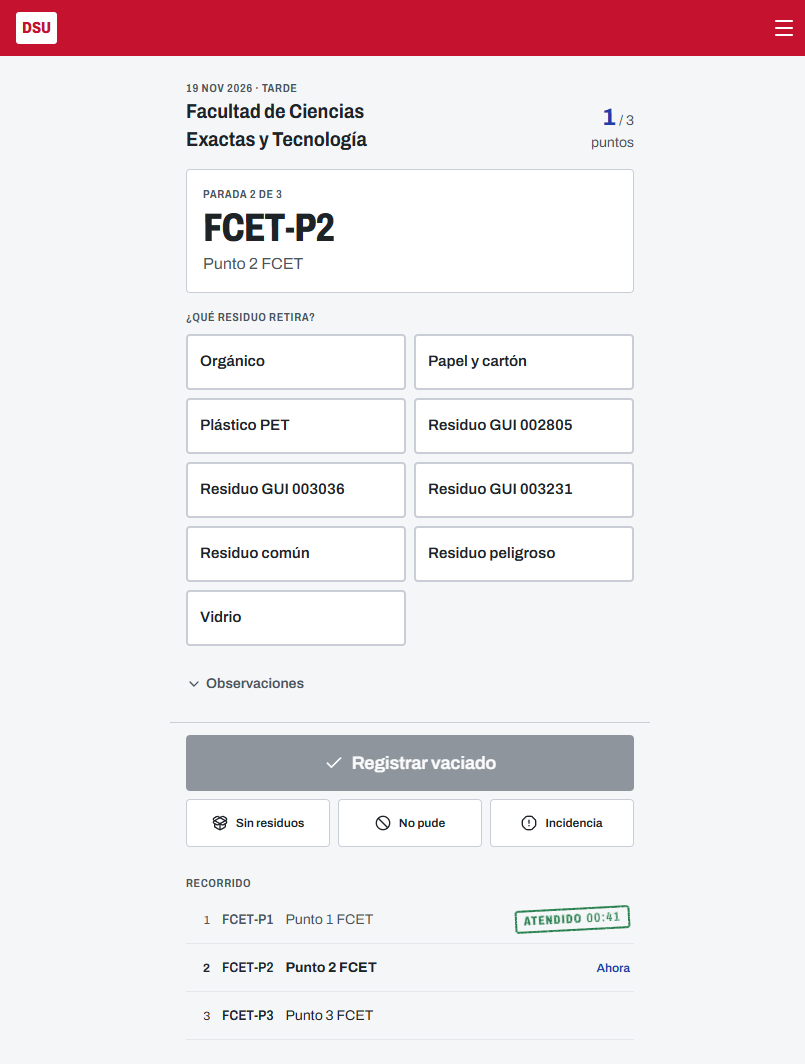 DSU
19 NOV 2026 · TARDE
Facultad de Ciencias
Exactas y Tecnología
1 / 3
puntos
PARADA 2 DE 3
FCET-P2
Punto 2 FCET
¿QUÉ RESIDUO RETIRA?
Orgánico
Papel y cartón
Plástico PET
Residuo GUI 002805
Residuo GUI 003036
Residuo GUI 003231
Residuo común
Residuo peligroso
Vidrio
Observaciones
Registrar vaciado
Sin residuos
No pude
Incidencia
RECORRIDO
1 FCET-P1 Punto 1 FCET ATENDIDO 00:41
2 FCET-P2 Punto 2 FCET Ahora
3 FCET-P3 Punto 3 FCET